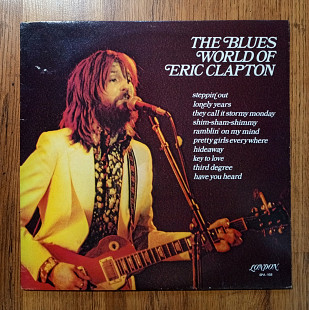 THE BLUES
WORLD OF
ERIC CLAPTON
steppin' out
lonely years
they call it stormy monday
shim-sham-shimmy
ramblin' on my mind
pretty girls everywhere
hideaway
key to love
third degree
have you heard
LONDON